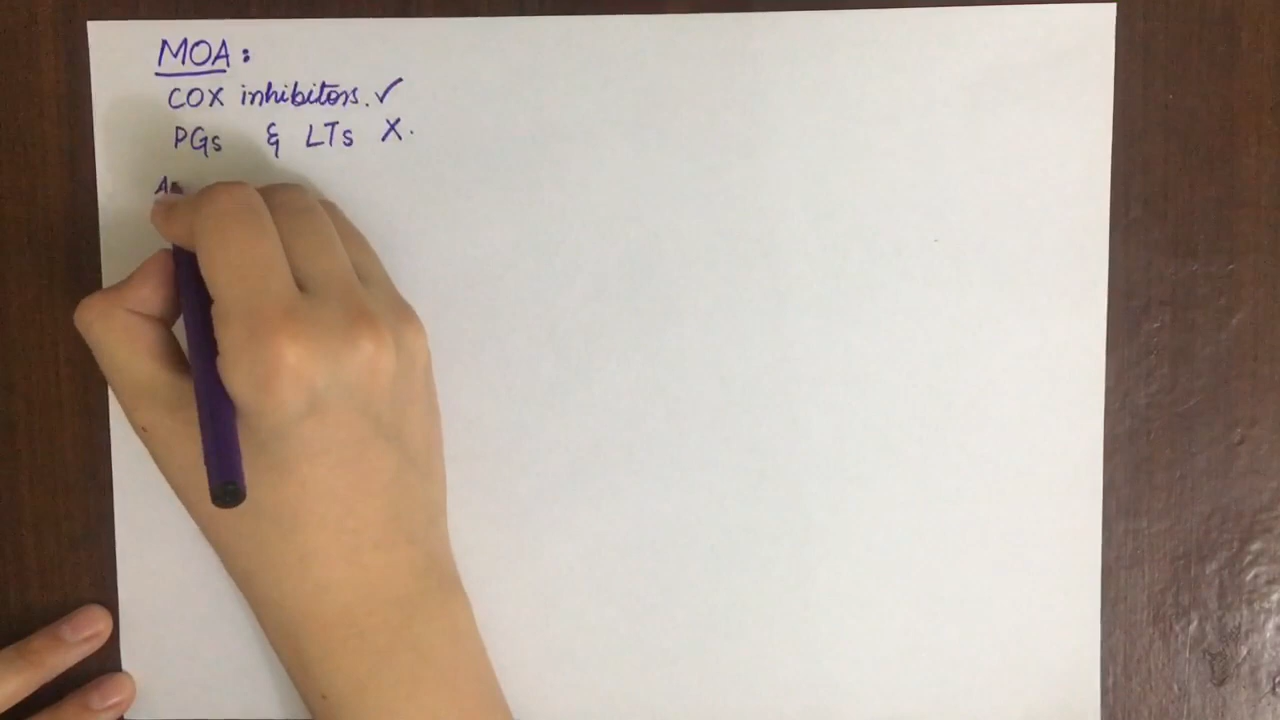 MOA:
COX inhibitors. ✓
PGs & LTs X.